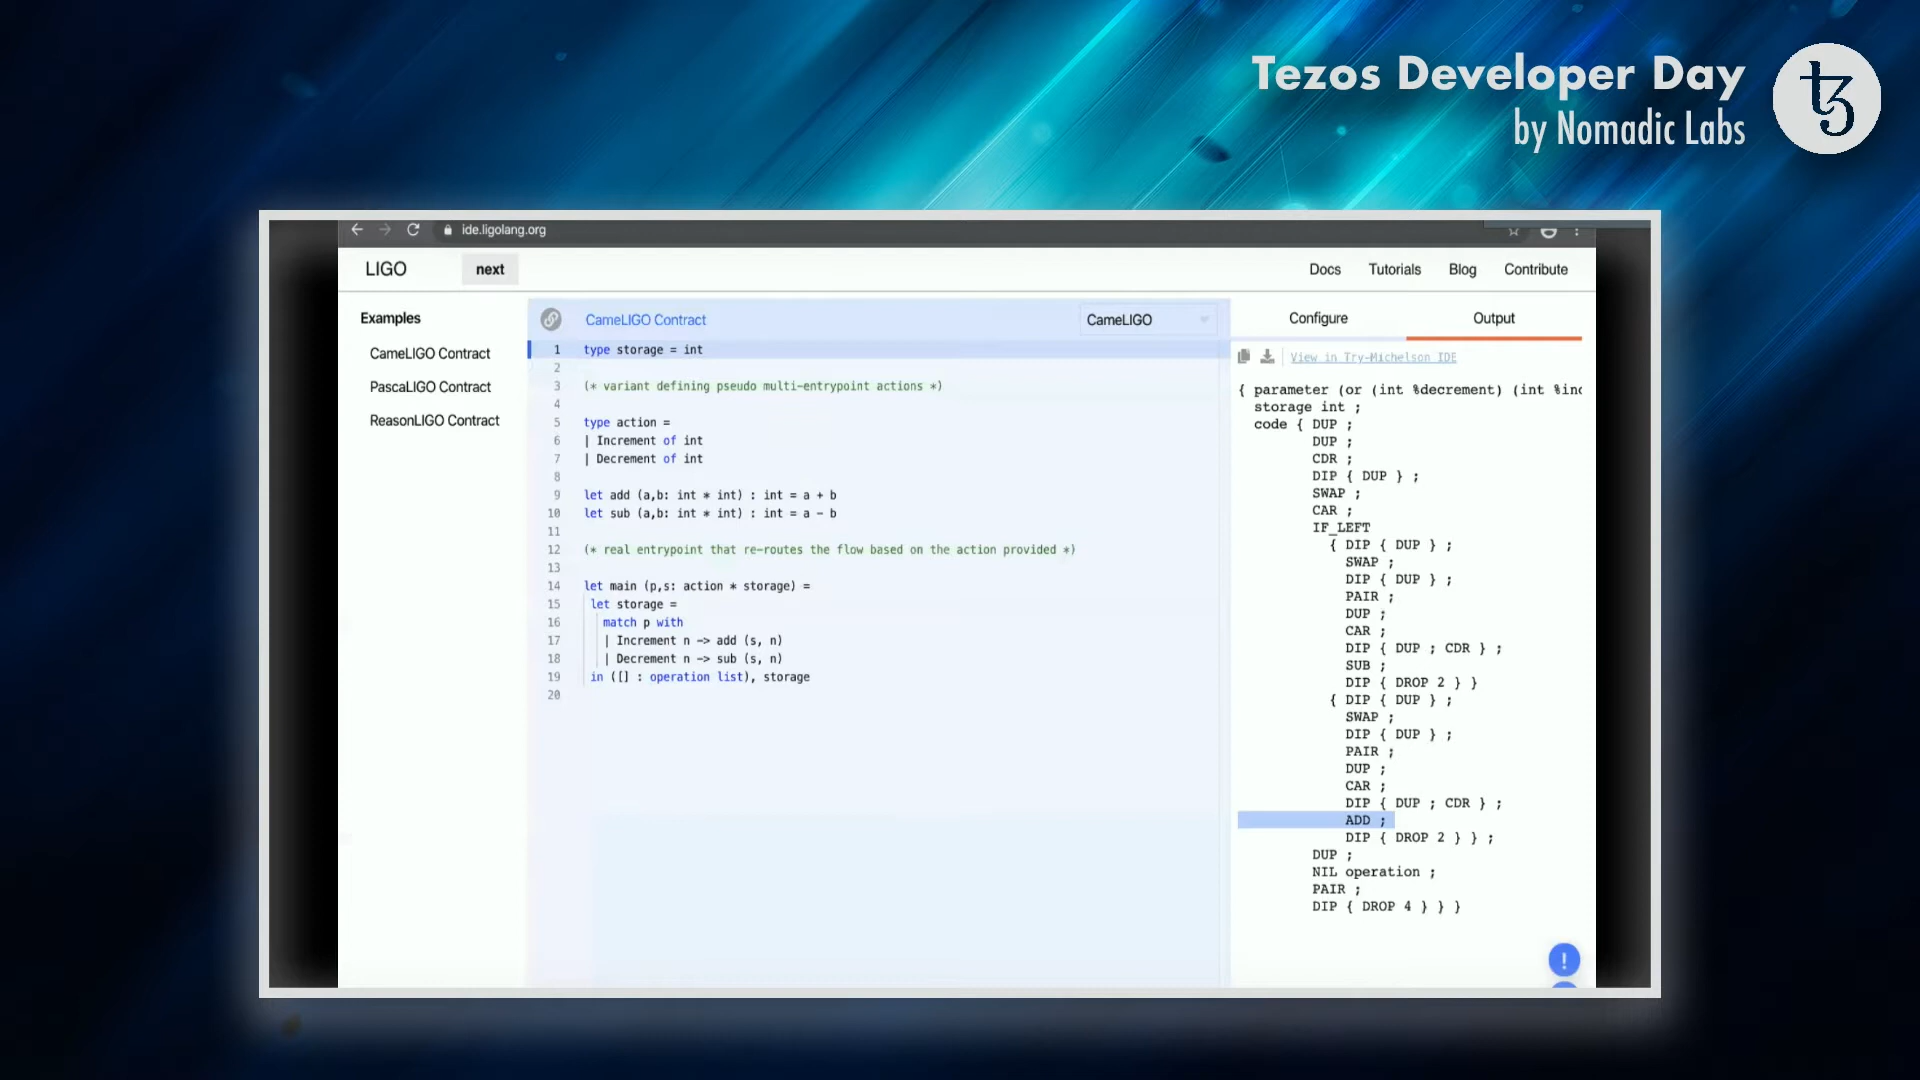 Tezos Developer Day
by Nomadic Labs
ide.ligolang.org
LIGO
next
Docs
Tutorials
Blog
Contribute
Examples
CameLIGO Contract
PascaLIGO Contract
ReasonLIGO Contract
CameLIGO Contract
CameLIGO
1 type storage = int
2
3 (* variant defining pseudo multi-entrypoint actions *)
4
5 type action =
6 | Increment of int
7 | Decrement of int
8
9 let add (a,b: int * int) : int = a + b
10 let sub (a,b: int * int) : int = a - b
11
12 (* real entrypoint that re-routes the flow based on the action provided *)
13
14 let main (p,s: action * storage) =
15 let storage =
16 match p with
17 | Increment n -> add (s, n)
18 | Decrement n -> sub (s, n)
19 in ([] : operation list), storage
20
Configure
Output
View in Try-Michelson IDE
{ parameter (or (int %decrement) (int %inc
storage int ;
code { DUP ;
DUP ;
CDR ;
DIP { DUP } ;
SWAP ;
CAR ;
IF_LEFT
{ DIP { DUP } ;
SWAP ;
DIP { DUP } ;
PAIR ;
DUP ;
CAR ;
DIP { DUP ; CDR } ;
SUB ;
DIP { DROP 2 } }
{ DIP { DUP } ;
SWAP ;
DIP { DUP } ;
PAIR ;
DUP ;
CAR ;
DIP { DUP ; CDR } ;
ADD ;
DIP { DROP 2 } } ;
DUP ;
NIL operation ;
PAIR ;
DIP { DROP 4 } } }